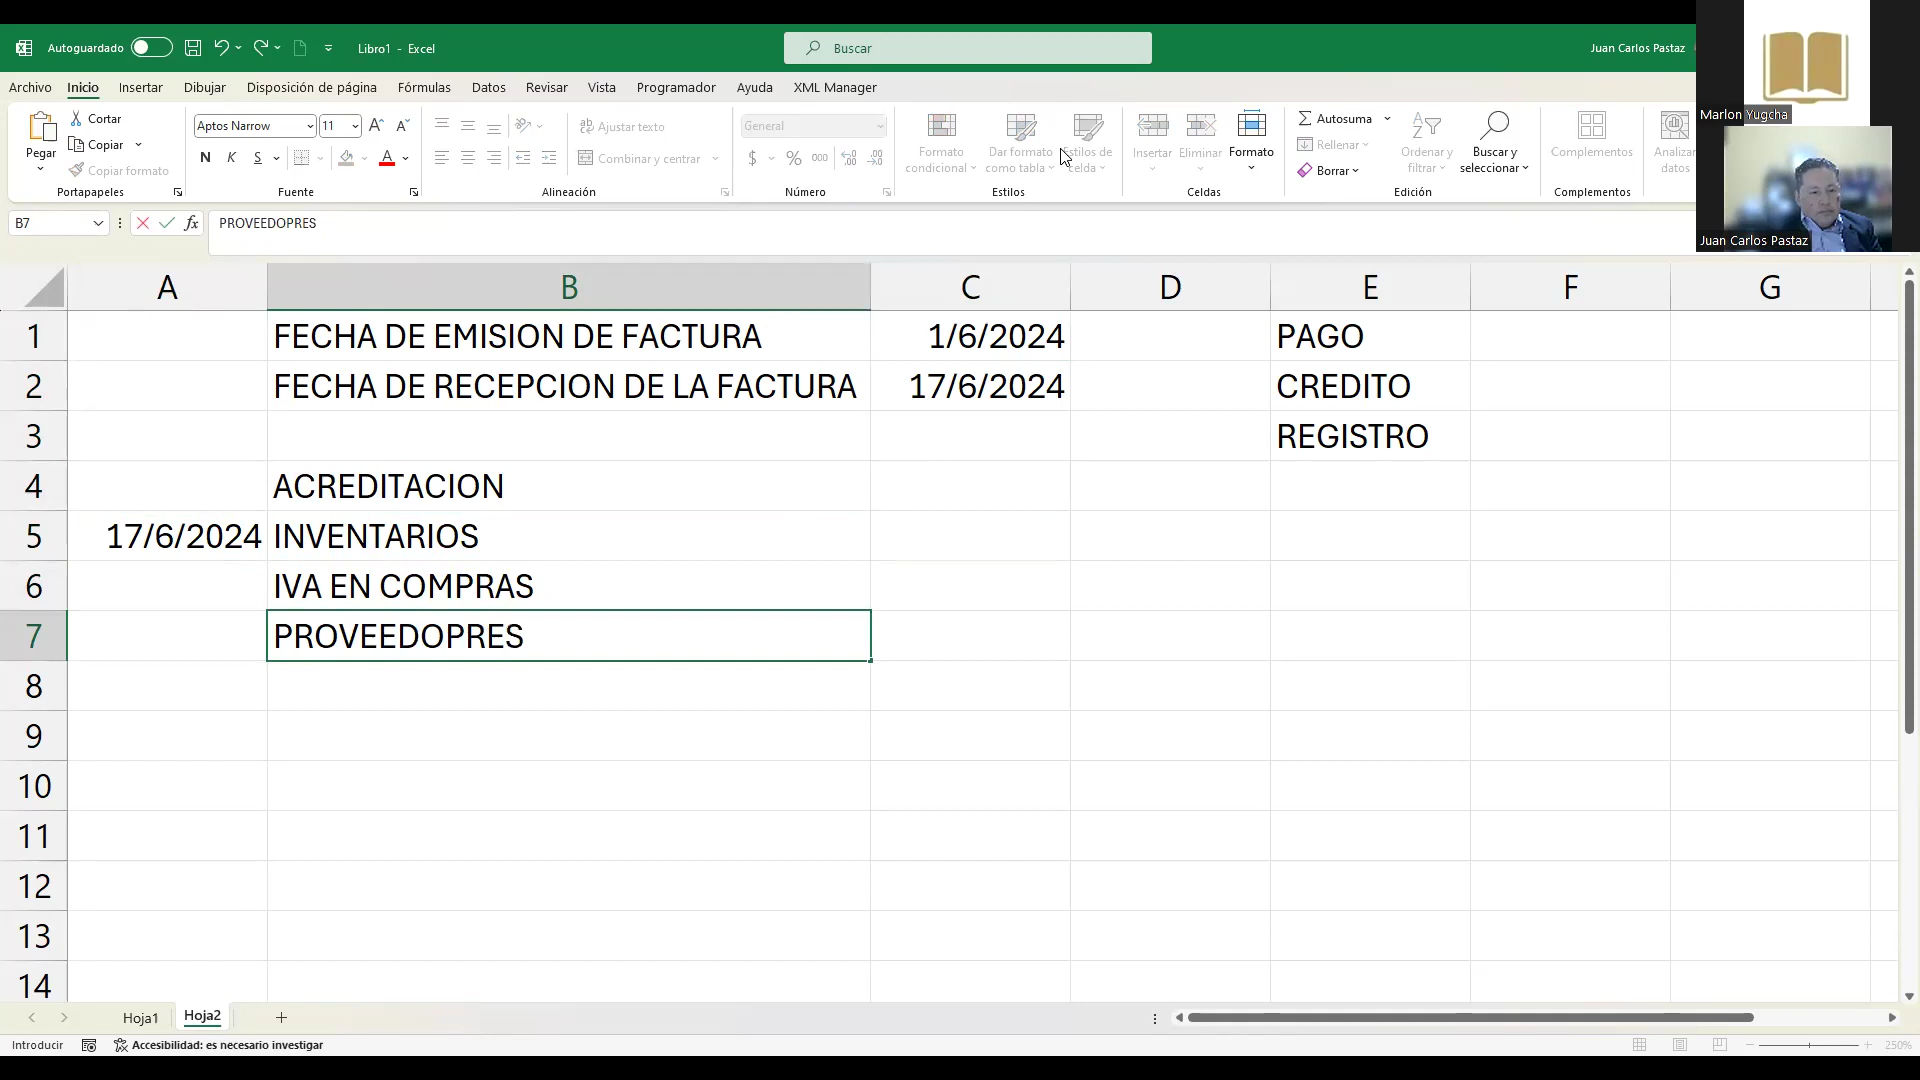 Autoguardado
Libro1 - Excel
Buscar
Juan Carlos Pastaz
Archivo Inicio Insertar Dibujar Disposición de página Fórmulas Datos Revisar Vista Programador Ayuda XML Manager
Pegar
Cortar
Copiar
Copiar formato
Portapapeles
Aptos Narrow 11
N K S
Fuente
Ajustar texto
Combinar y centrar
Alineación
General
$ % 000
Número
Formato condicional
Dar formato como tabla
Estilos de celda
Estilos
Insertar
Eliminar
Formato
Celdas
Autosuma
Rellenar
Borrar
Ordenar y filtrar
Buscar y seleccionar
Edición
Complementos
Complementos
Analizar datos
Marlon Yugcha
Juan Carlos Pastaz
B7 fx PROVEEDOPRES
A B C D E F G
1 FECHA DE EMISION DE FACTURA 1/6/2024 PAGO
2 FECHA DE RECEPCION DE LA FACTURA 17/6/2024 CREDITO
3 REGISTRO
4 ACREDITACION
5 17/6/2024 INVENTARIOS
6 IVA EN COMPRAS
7 PROVEEDOPRES
8
9
10
11
12
13
14
Hoja1 Hoja2
Introducir Accesibilidad: es necesario investigar 250%